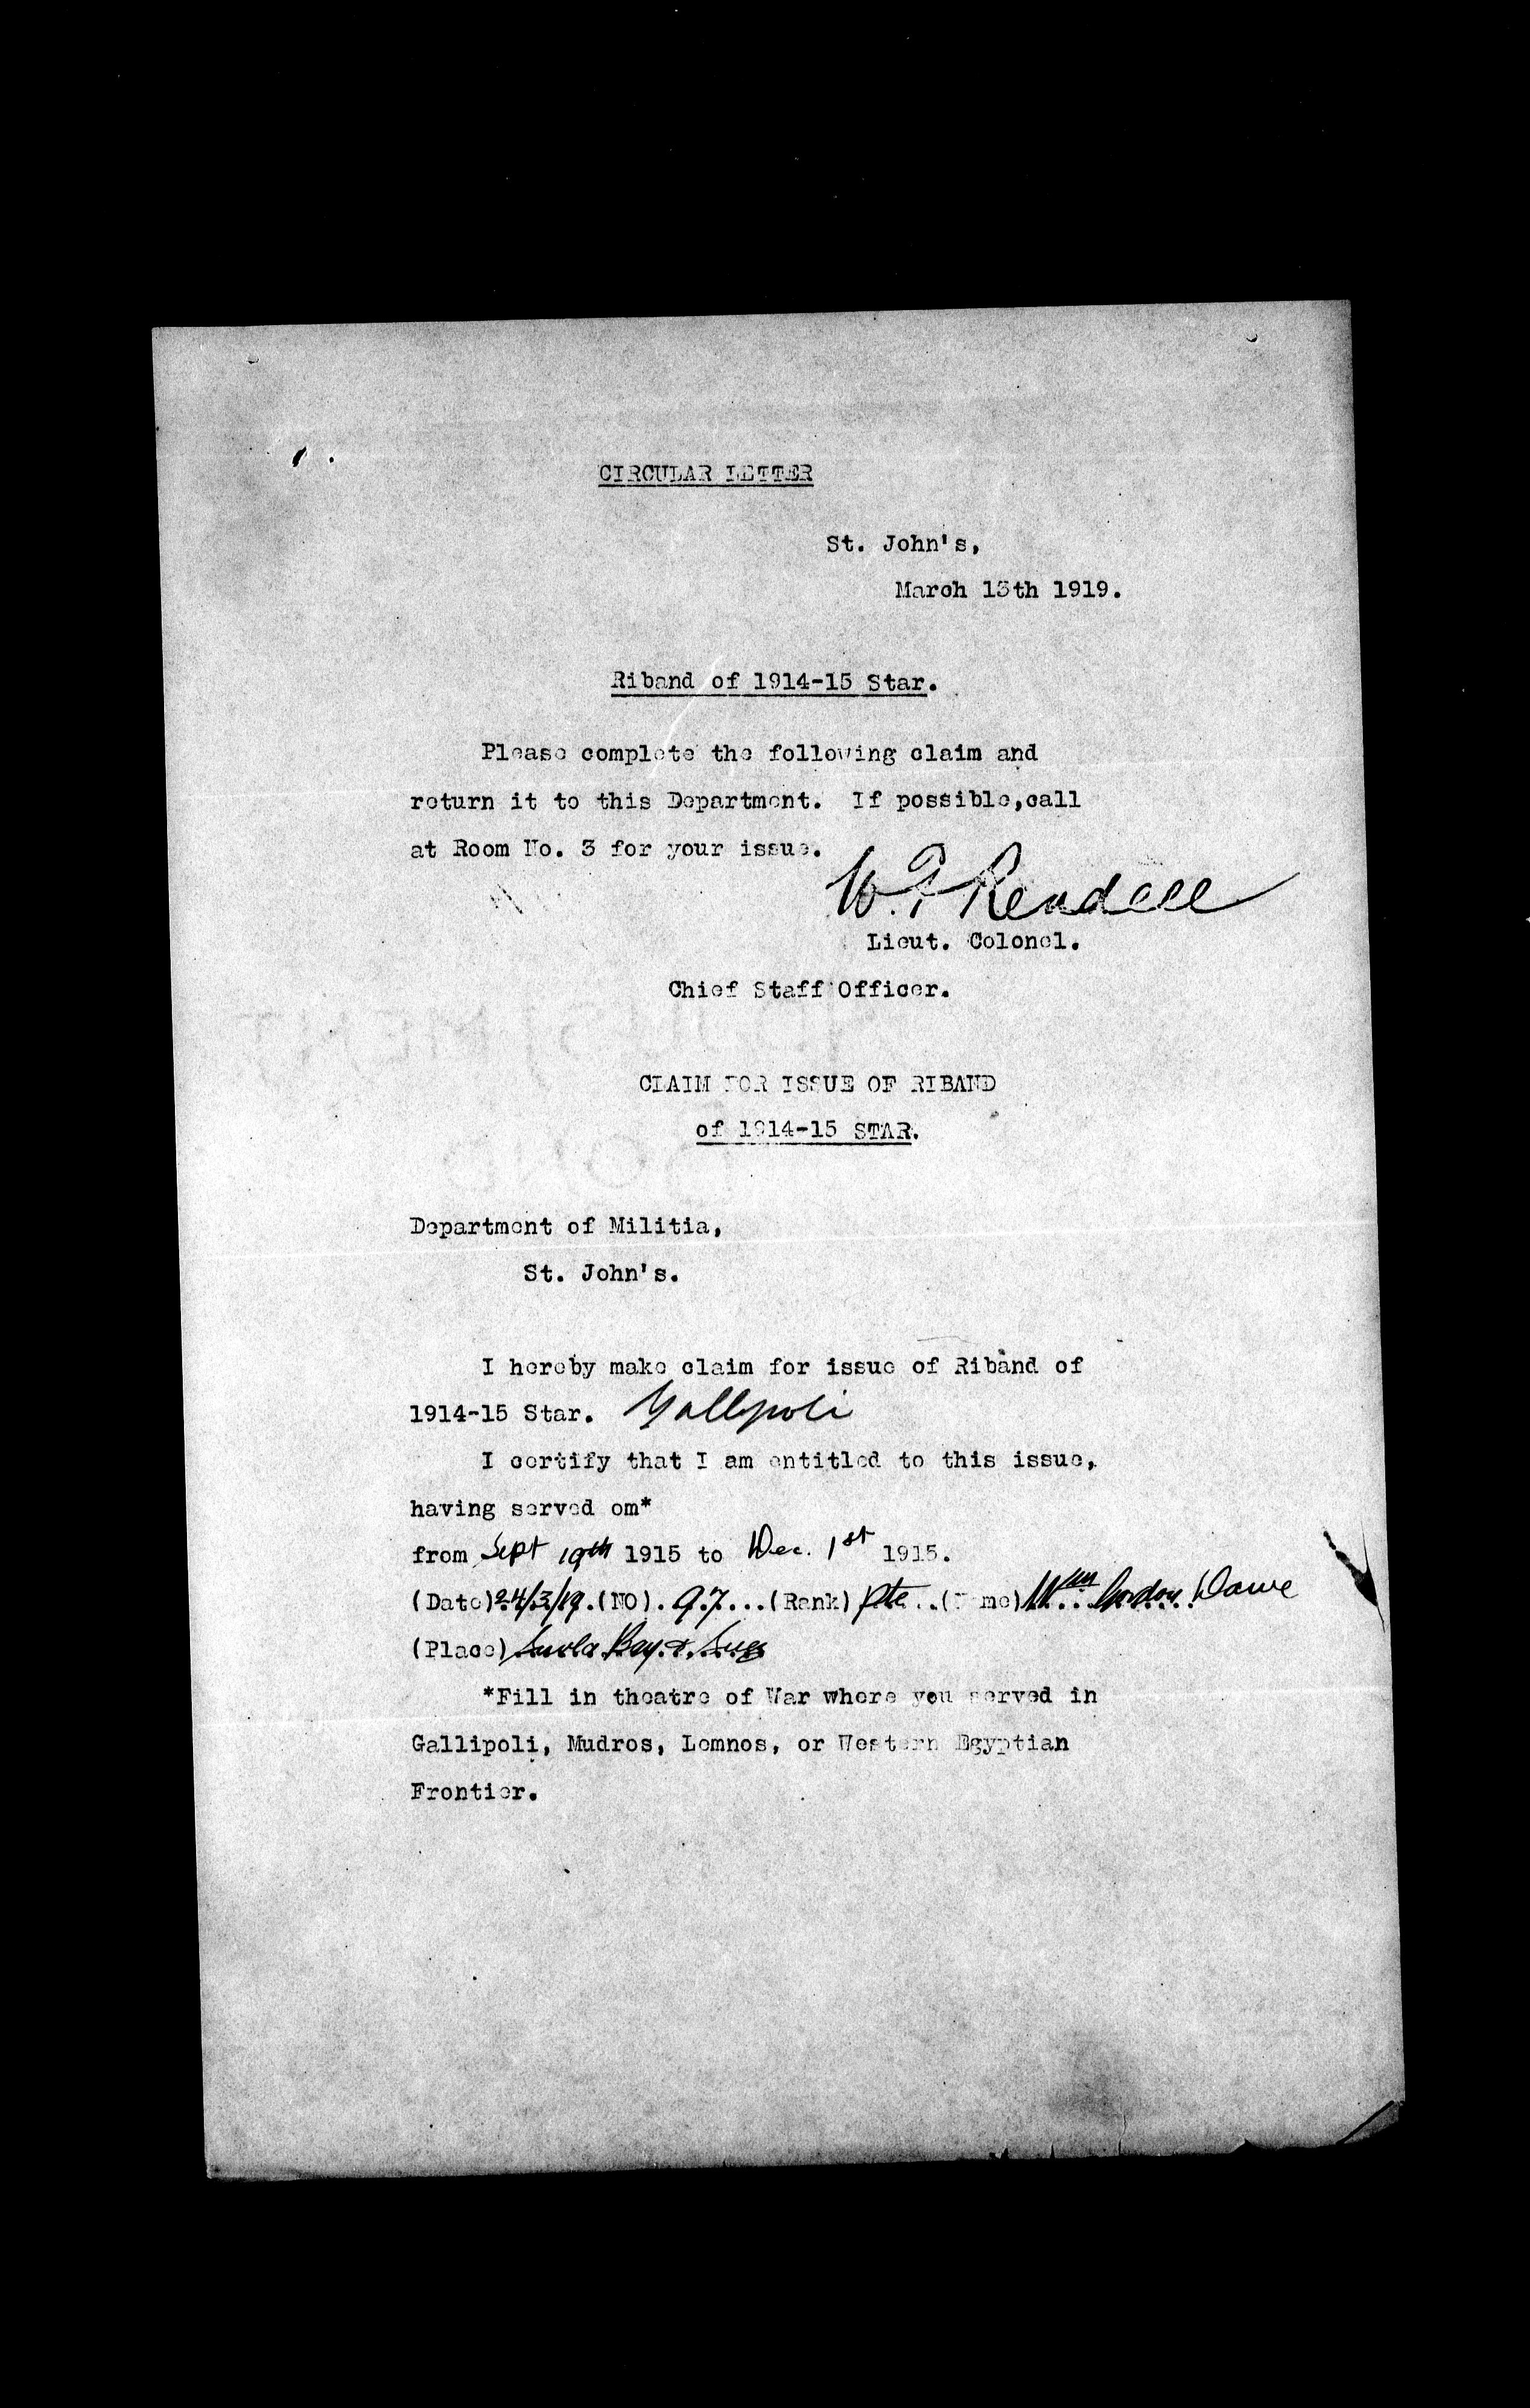 CIRCULAR LETTER
St. John's,
March 15th 1919.
Riband of 1914-15 Star.
Please complete the following claim and
return it to this Department. If possible,call
at Room No. 3 for your issue.
W.F Rendell
Lieut. Colonel.
Chief Staff Officer.
CLAIM FOR ISSUE OF RIBAND
of 1914-15 STAR.
Department of Militia,
St. John's.
I hereby make claim for issue of Riband of
1914-15 Star. Gallipoli
I certify that I am entitled to this issue,
having served om*
from Sept 19th 1915 to Dec. 1st 1915.
(Date)24/3/19.(NO). 97...(Rank) Pte..(Name) Wm Gordon Dawe
(Place) Suvla Bay &
*Fill in theatre of War where you served in
Gallipoli, Mudros, Lemnos, or Western Egyptian
Frontier.